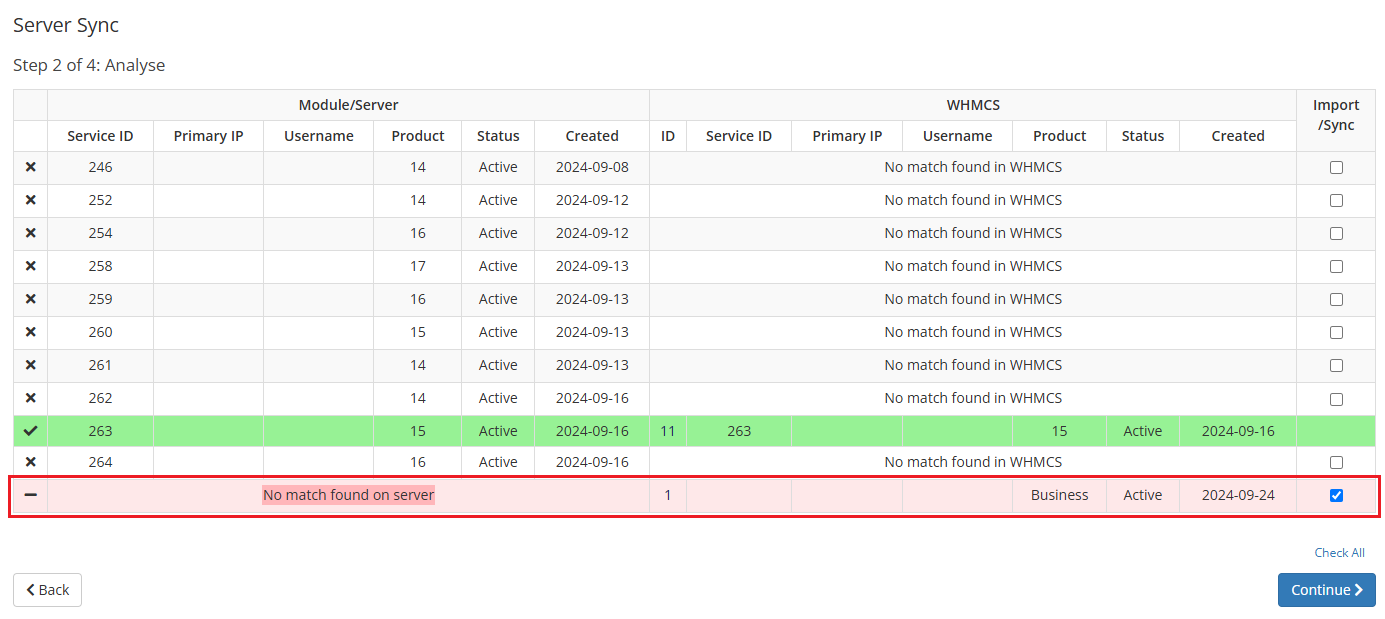 Server Sync
Step 2 of 4: Analyse
Module/Server WHMCS Import /Sync
Service ID Primary IP Username Product Status Created ID Service ID Primary IP Username Product Status Created
246 14 Active 2024-09-08 No match found in WHMCS
252 14 Active 2024-09-12 No match found in WHMCS
254 16 Active 2024-09-12 No match found in WHMCS
258 17 Active 2024-09-13 No match found in WHMCS
259 16 Active 2024-09-13 No match found in WHMCS
260 15 Active 2024-09-13 No match found in WHMCS
261 14 Active 2024-09-13 No match found in WHMCS
262 14 Active 2024-09-16 No match found in WHMCS
263 15 Active 2024-09-16 11 263 15 Active 2024-09-16
264 16 Active 2024-09-16 No match found in WHMCS
No match found on server 1 Business Active 2024-09-24
Check All
Back Continue